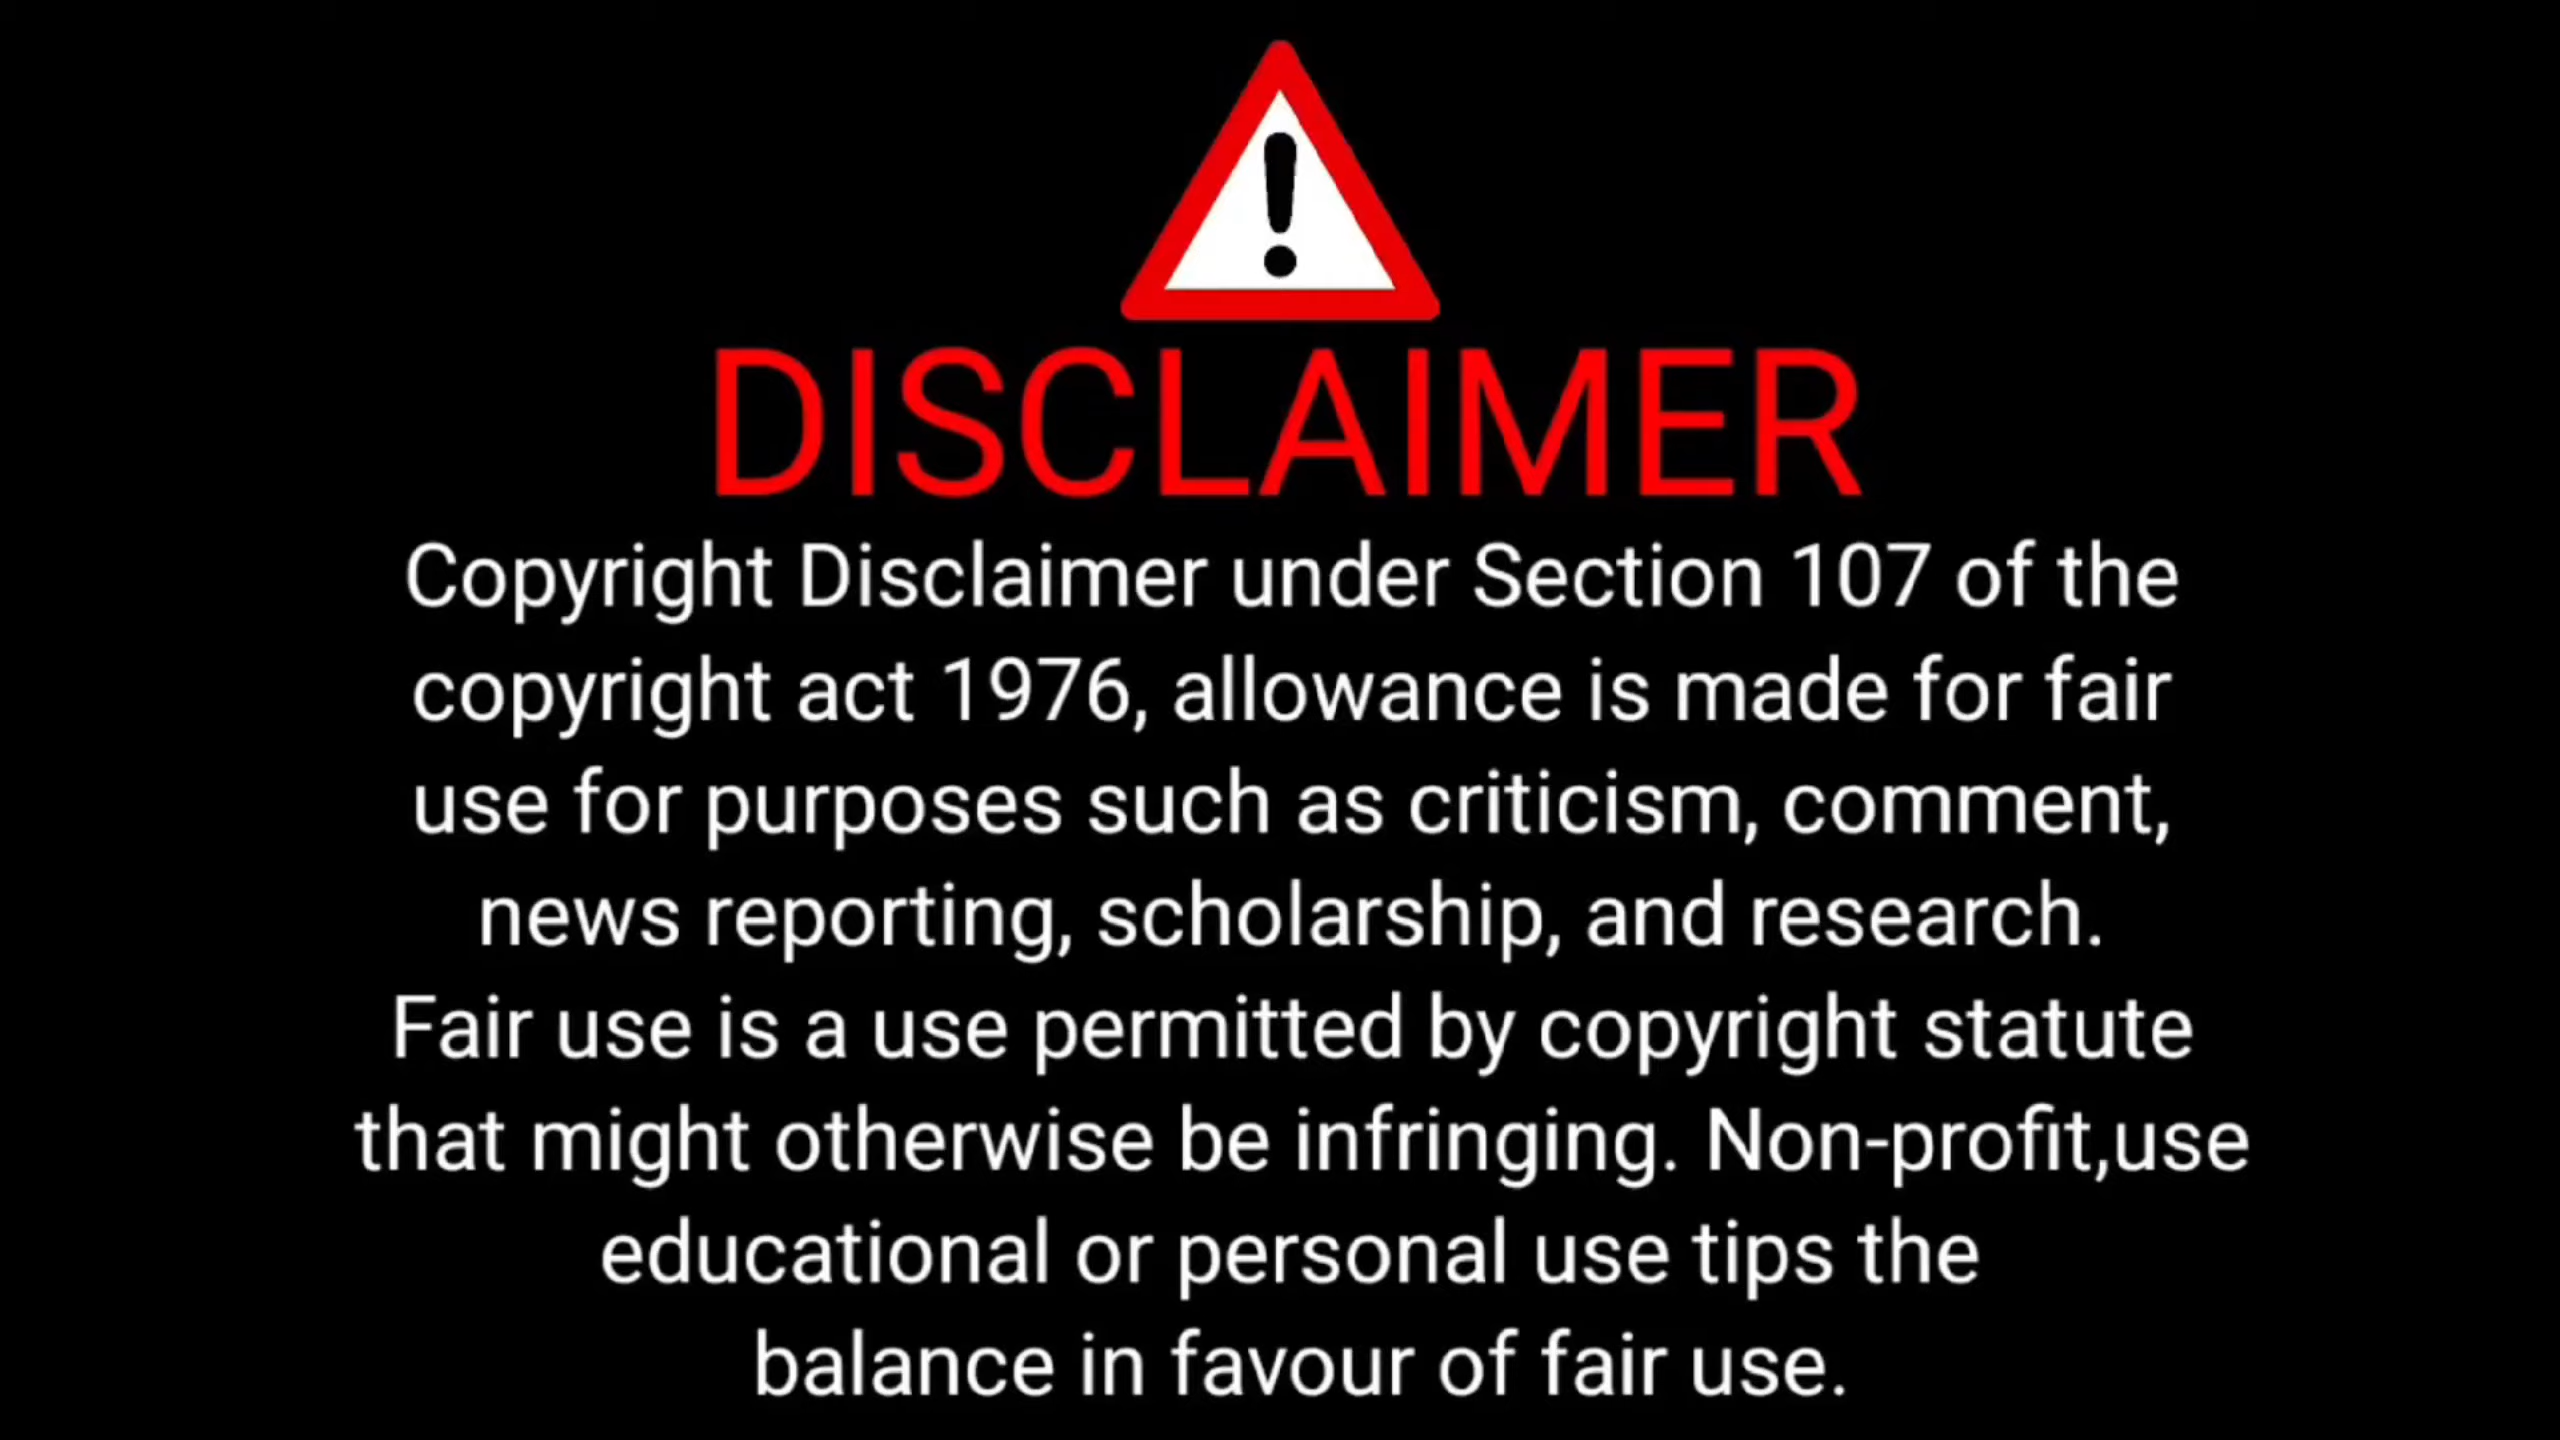 DISCLAIMER
Copyright Disclaimer under Section 107 of the
copyright act 1976, allowance is made for fair
use for purposes such as criticism, comment,
news reporting, scholarship, and research.
Fair use is a use permitted by copyright statute
that might otherwise be infringing. Non-profit,use
educational or personal use tips the
balance in favour of fair use.